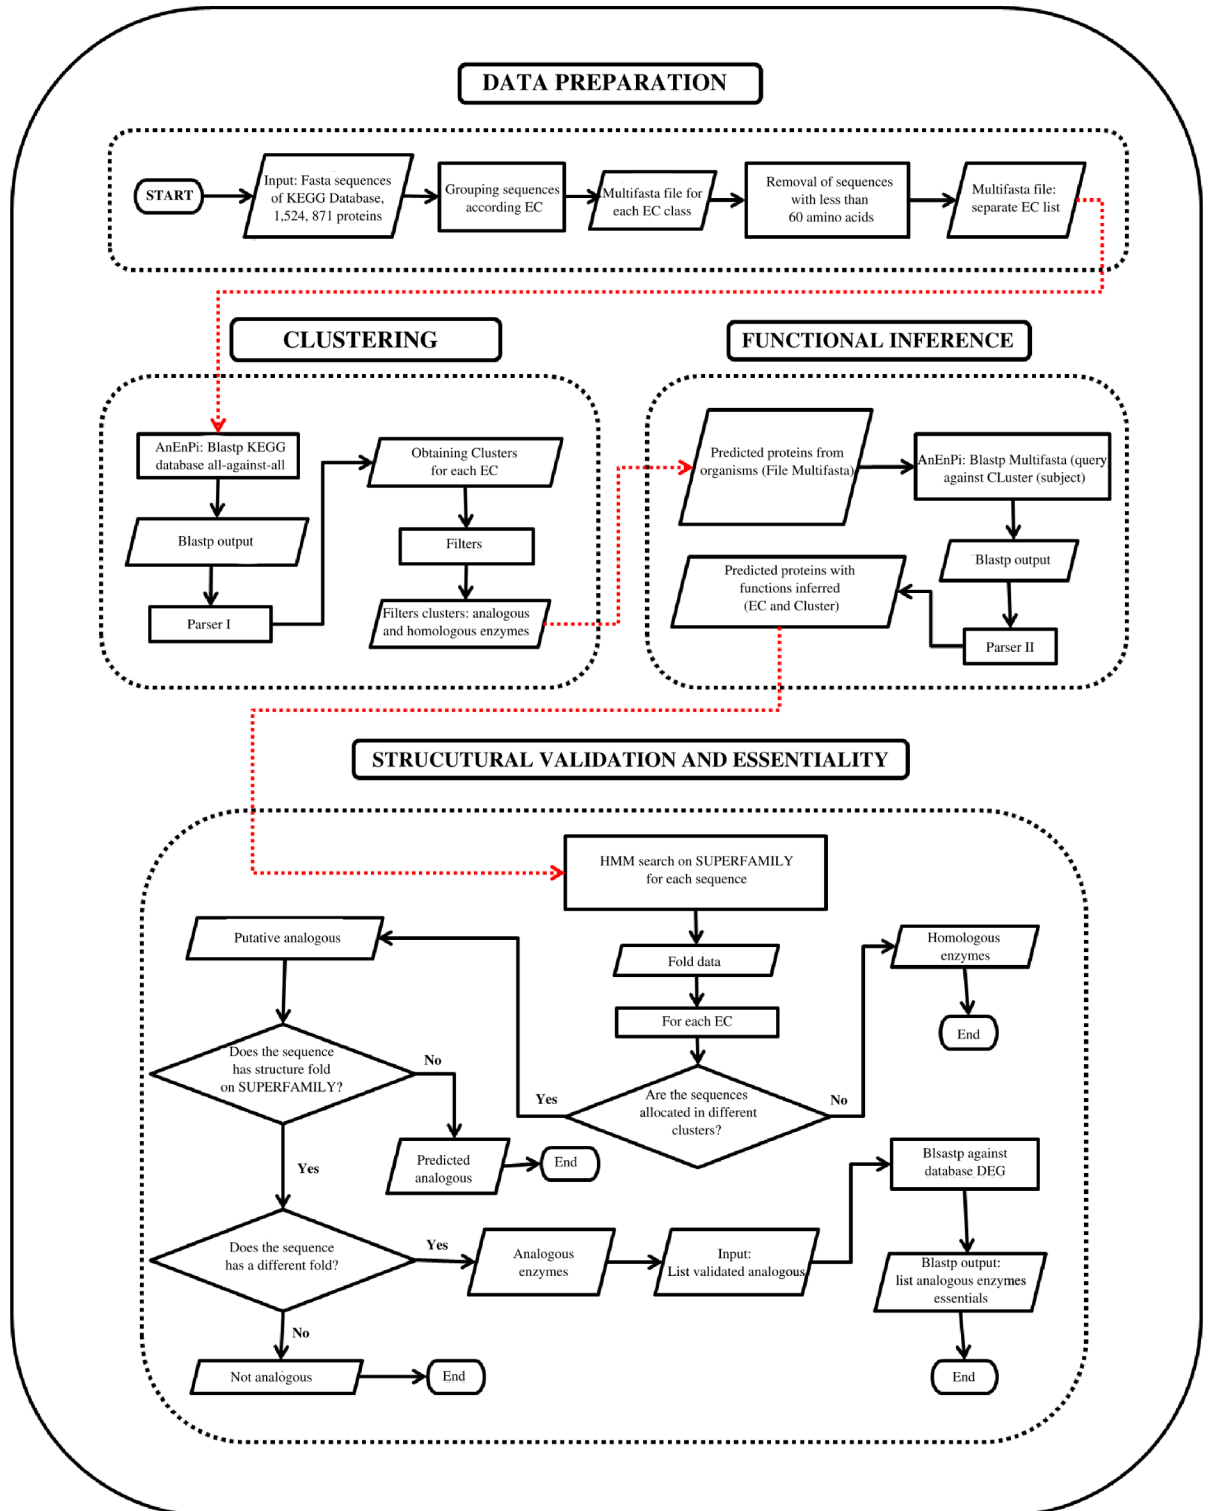 DATA PREPARATION
START
Input: Fasta sequences
of KEGG Database,
1,524, 871 proteins
Grouping sequences
according EC
Multifasta file for
each EC class
Removal of sequences
with less than
60 amino acids
Multifasta file:
separate EC list
CLUSTERING
AnEnPi: Blastp KEGG
database all-against-all
Blastp output
Parser I
Obtaining Clusters
for each EC
Filters
Filters clusters: analogous
and homologous enzymes
FUNCTIONAL INFERENCE
Predicted proteins from
organisms (File Multifasta)
AnEnPi: Blastp Multifasta (query
against CLuster (subject)
Blastp output
Parser II
Predicted proteins with
functions inferred
(EC and Cluster)
STRUCUTURAL VALIDATION AND ESSENTIALITY
HMM search on SUPERFAMILY
for each sequence
Fold data
For each EC
Are the sequences
allocated in different
clusters?
No
Homologous
enzymes
End
Yes
Putative analogous
Does the sequence
has structure fold
on SUPERFAMILY?
No
Predicted
analogous
End
Yes
Does the sequence
has a different fold?
Yes
Analogous
enzymes
Input:
List validated analogous
Blsastp against
database DEG
Blastp output:
list analogous enzymes
essentials
End
No
Not analogous
End